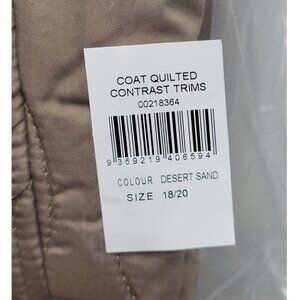 COAT QUILTED
CONTRAST TRIMS
00218364
9 359219 406594
COLOUR DESERT SAND
SIZE 18/20